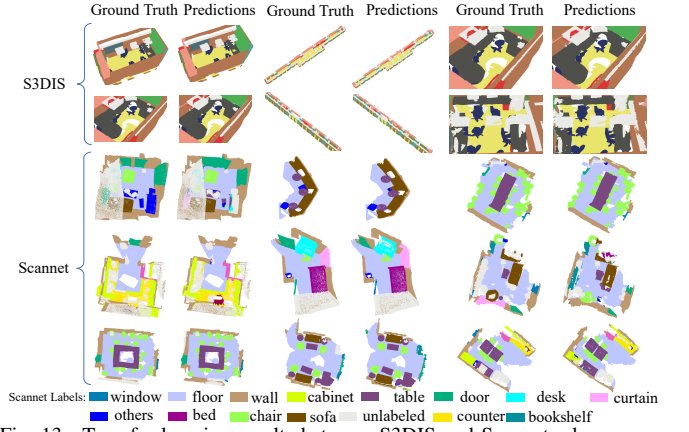 Ground Truth Predictions Ground Truth Predictions Ground Truth Predictions
S3DIS
Scannet
Scannet Labels: window floor wall cabinet table door desk curtain
others bed chair sofa unlabeled counter bookshelf